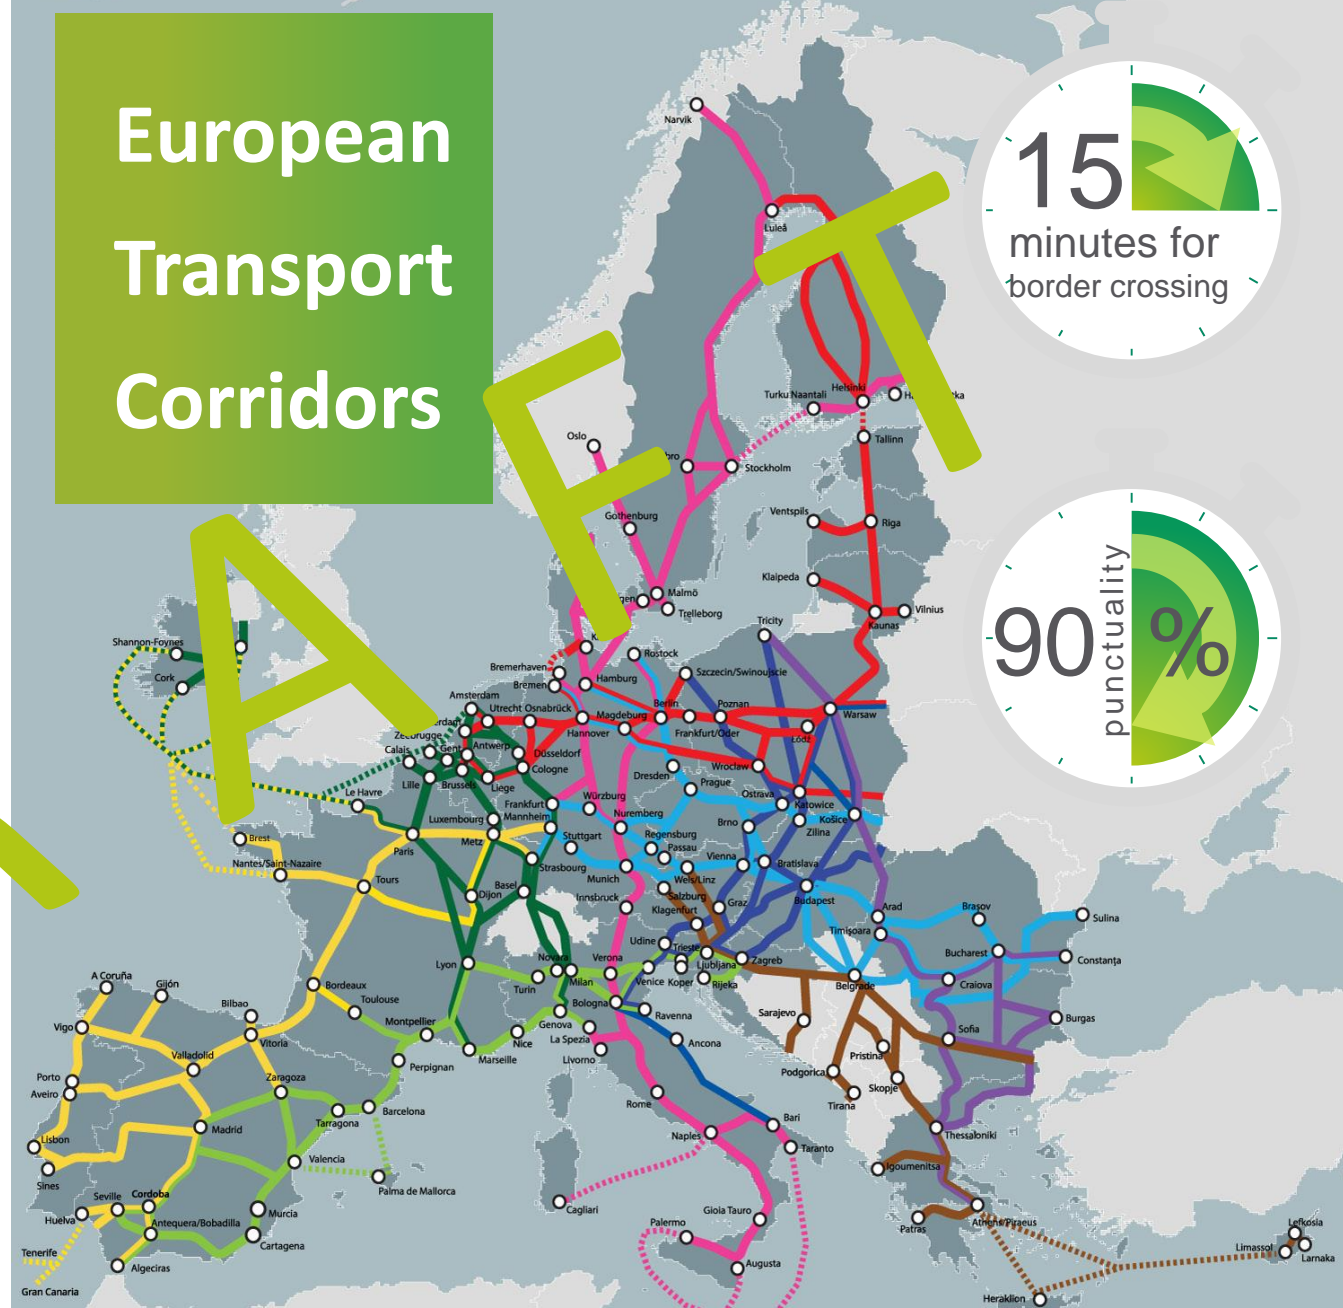 European
Transport
Corridors
15
minutes for
border crossing
90
punctuality
%
A
F
T
Narvik
Luleå
Turku Naantali
Helsinki
Oslo
Stockholm
Tallinn
Gothenburg
Ventspils
Riga
Klaipeda
Malmö
Trelleborg
Vilnius
Kaunas
Tricity
Shannon-Foynes
Cork
Rostock
Bremerhaven
Bremen
Hamburg
Szczecin/Swinoujscie
Amsterdam
Utrecht
Osnabrück
Magdeburg
Berlin
Poznan
Warsaw
Hannover
Frankfurt/Oder
Łódź
Zeebrugge
Calais
Gent
Antwerp
Düsseldorf
Cologne
Lille
Brussels
Liege
Dresden
Wroclaw
Prague
Le Havre
Frankfurt
Würzburg
Ostrava
Katowice
Luxembourg
Mannheim
Nuremberg
Brno
Zilina
Košice
Brest
Paris
Metz
Stuttgart
Regensburg
Passau
Nantes/Saint-Nazaire
Strasbourg
Vienna
Bratislava
Munich
Wels/Linz
Salzburg
Tours
Dijon
Basel
Innsbruck
Klagenfurt
Graz
Budapest
Arad
Brașov
Sulina
Timișoara
Udine
Trieste
Ljubljana
Zagreb
Bucharest
Constanţa
Lyon
Novara
Milan
Verona
Turin
Venice
Koper
Rijeka
Belgrade
Craiova
A Coruña
Gijón
Bordeaux
Toulouse
Bologna
Ravenna
Bilbao
Vigo
Vitoria
Montpellier
Genova
La Spezia
Nice
Livorno
Marseille
Ancona
Sarajevo
Sofia
Burgas
Valladolid
Perpignan
Pristina
Podgorica
Skopje
Porto
Aveiro
Zaragoza
Barcelona
Tarragona
Rome
Tirana
Lisbon
Madrid
Naples
Bari
Taranto
Thessaloniki
Sines
Valencia
Palma de Mallorca
Igoumenitsa
Seville
Cordoba
Huelva
Murcia
Cagliari
Gioia Tauro
Patras
Athens/Piraeus
Antequera/Bobadilla
Cartagena
Palermo
Augusta
Lefkosia
Limassol
Larnaka
Tenerife
Gran Canaria
Algeciras
Heraklion